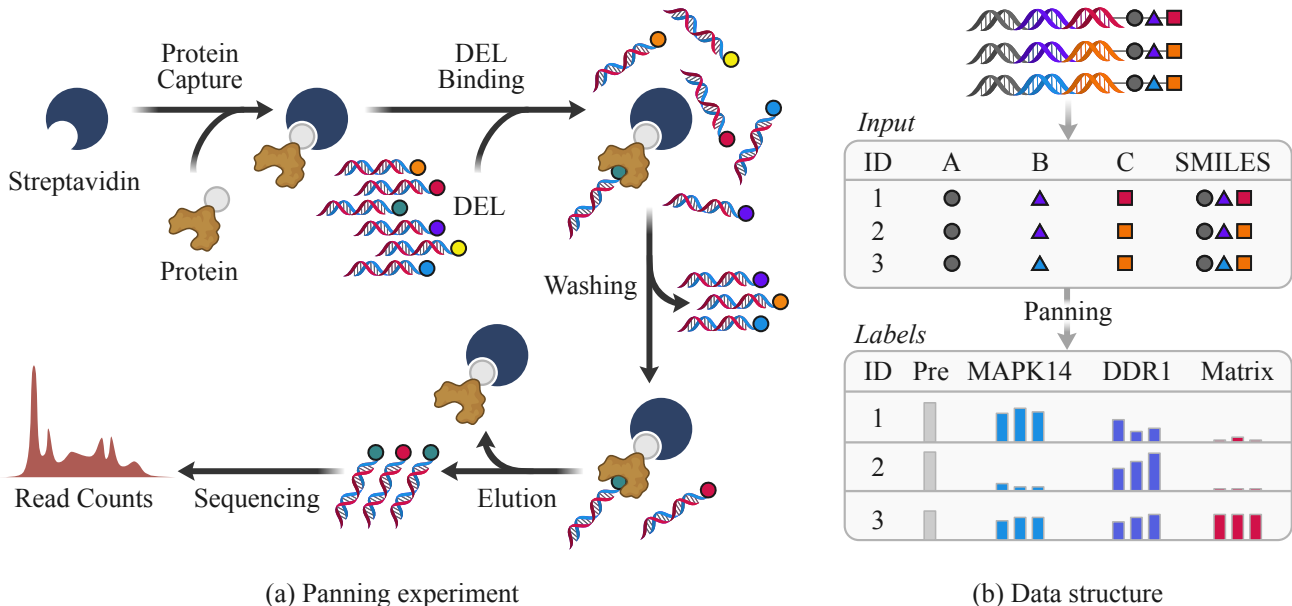 Protein
Capture
DEL
Binding
Streptavidin
Protein
DEL
Washing
Elution
Sequencing
Read Counts
(a) Panning experiment
Input
ID A B C SMILES
1
2
3
Panning
Labels
ID Pre MAPK14 DDR1 Matrix
1
2
3
(b) Data structure